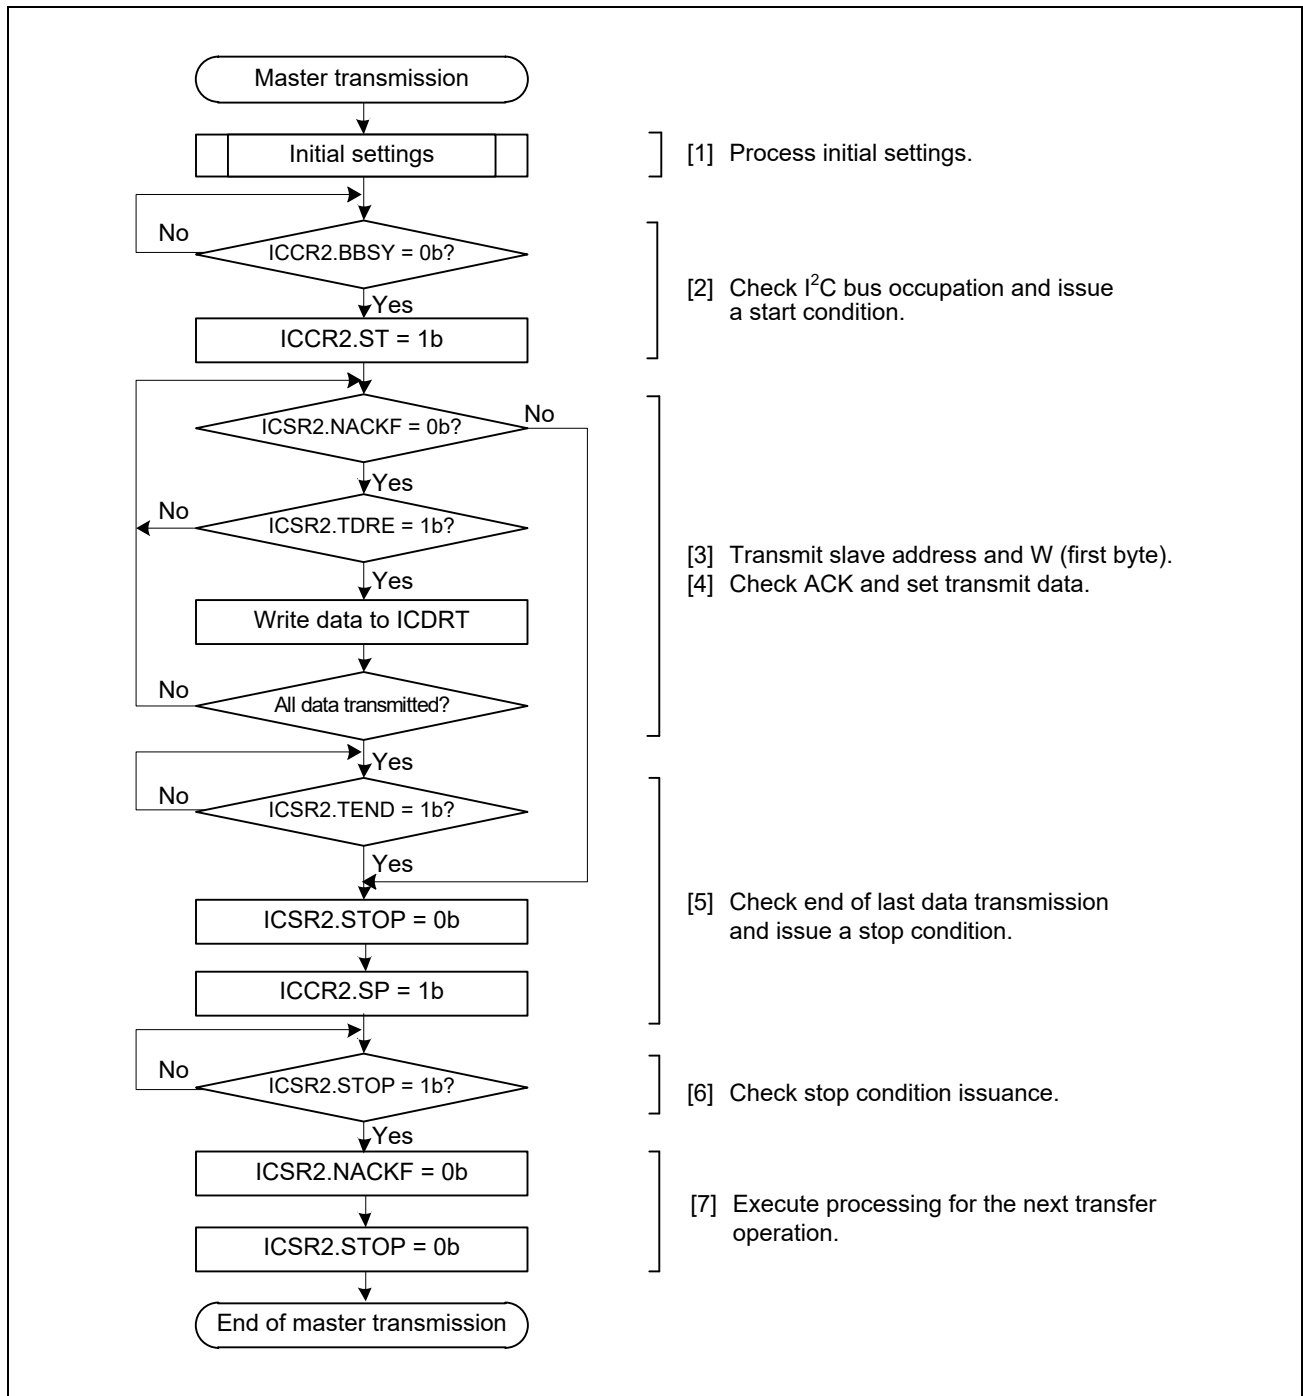 Master transmission
Initial settings
[1] Process initial settings.
No
ICCR2.BBSY = 0b?
Yes
[2] Check I²C bus occupation and issue
a start condition.
ICCR2.ST = 1b
ICSR2.NACKF = 0b?
No
Yes
No
ICSR2.TDRE = 1b?
Yes
[3] Transmit slave address and W (first byte).
[4] Check ACK and set transmit data.
Write data to ICDRT
No
All data transmitted?
Yes
No
ICSR2.TEND = 1b?
Yes
ICSR2.STOP = 0b
[5] Check end of last data transmission
and issue a stop condition.
ICCR2.SP = 1b
No
ICSR2.STOP = 1b?
[6] Check stop condition issuance.
Yes
ICSR2.NACKF = 0b
[7] Execute processing for the next transfer
operation.
ICSR2.STOP = 0b
End of master transmission